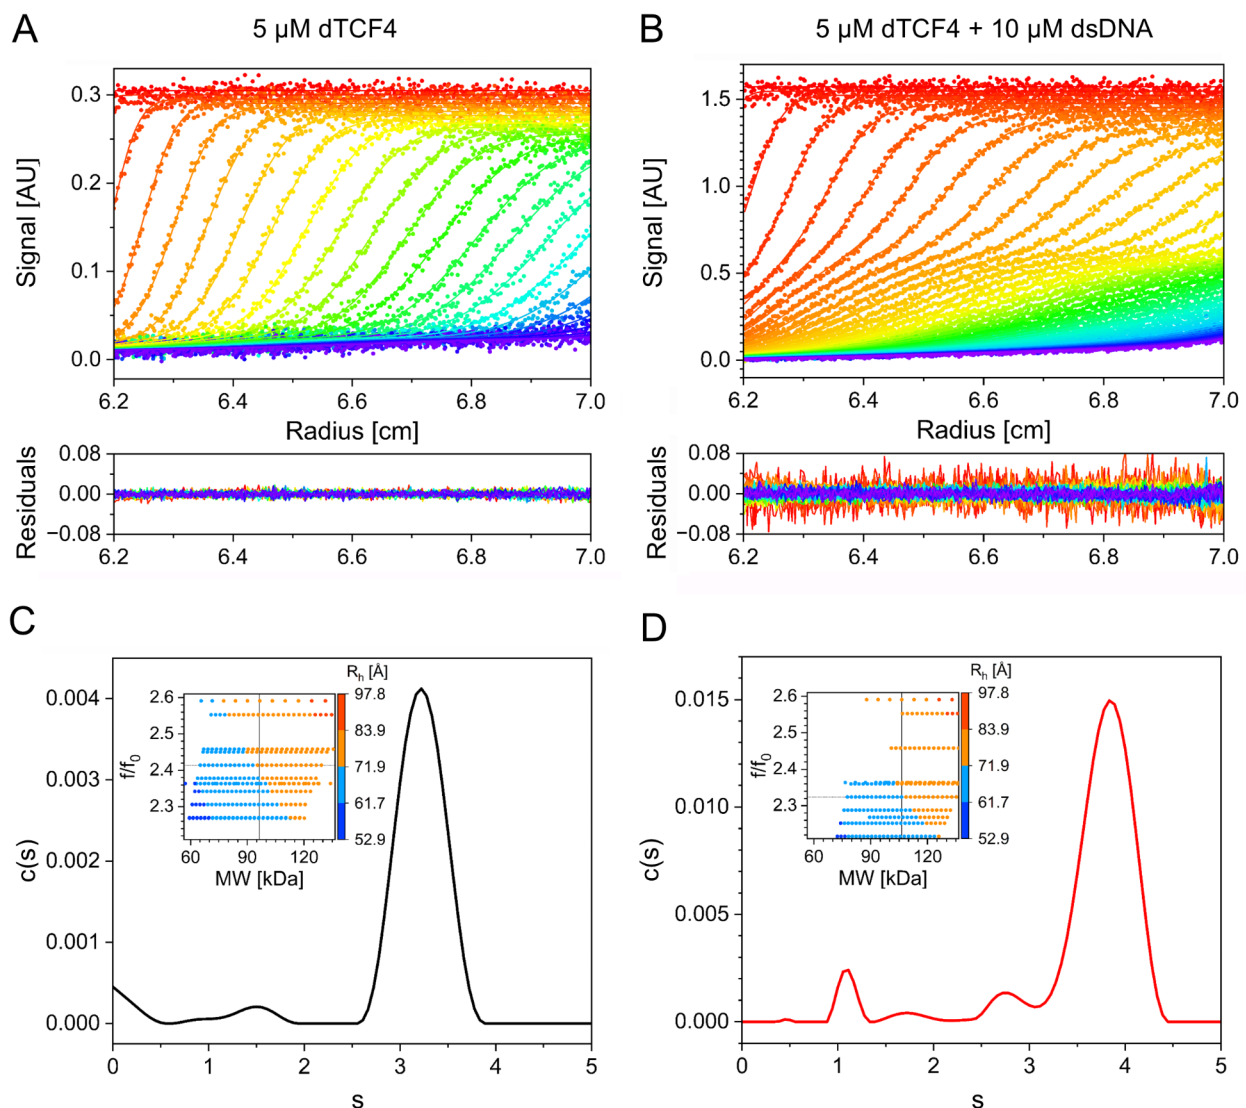 A
5 µM dTCF4
Signal [AU]
0.3
0.2
0.1
0.0
6.2 6.4 6.6 6.8 7.0
Radius [cm]
Residuals
0.08
0.00
−0.08
6.2 6.4 6.6 6.8 7.0
B
5 µM dTCF4 + 10 µM dsDNA
Signal [AU]
1.5
1.0
0.5
0.0
6.2 6.4 6.6 6.8 7.0
Radius [cm]
Residuals
0.08
0.00
−0.08
6.2 6.4 6.6 6.8 7.0
C
c(s)
0.004
0.003
0.002
0.001
0.000
0 1 2 3 4 5
s
f/f0
2.6
2.5
2.4
2.3
60 90 120
MW [kDa]
Rh [Å]
97.8
83.9
71.9
61.7
52.9
D
c(s)
0.015
0.010
0.005
0.000
0 1 2 3 4 5
s
f/f0
2.6
2.5
2.4
2.3
60 90 120
MW [kDa]
Rh [Å]
97.8
83.9
71.9
61.7
52.9